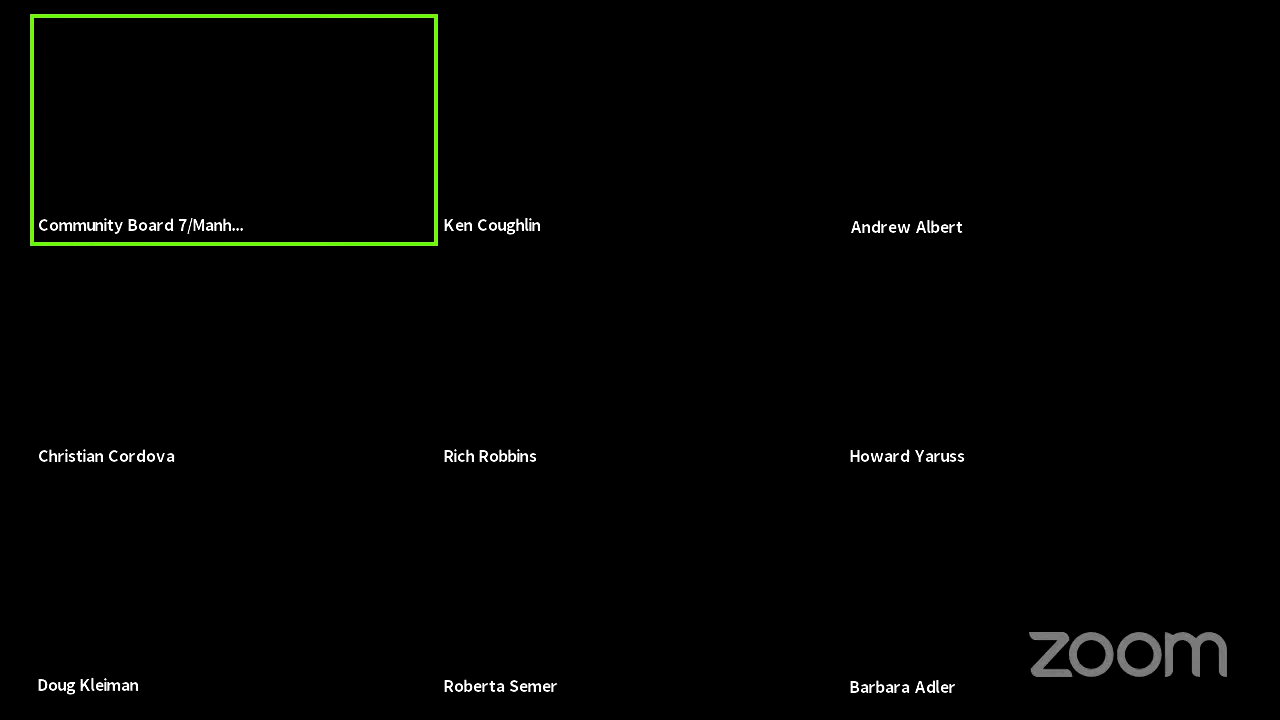 Community Board 7/Manh...
Ken Coughlin
Andrew Albert
Christian Cordova
Rich Robbins
Howard Yaruss
Doug Kleiman
Roberta Semer
Barbara Adler
zoom